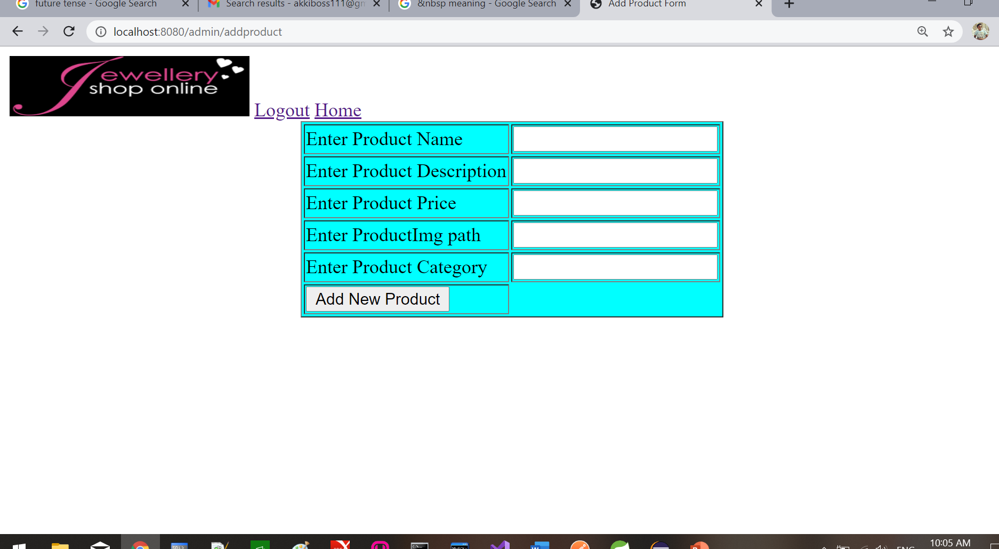 future tense - Google Search
Search results - akkiboss111@gm
&nbsp meaning - Google Search
Add Product Form
localhost:8080/admin/addproduct
Jewellery
shop online
Logout Home
Enter Product Name
Enter Product Description
Enter Product Price
Enter ProductImg path
Enter Product Category
Add New Product
10:05 AM
ENG